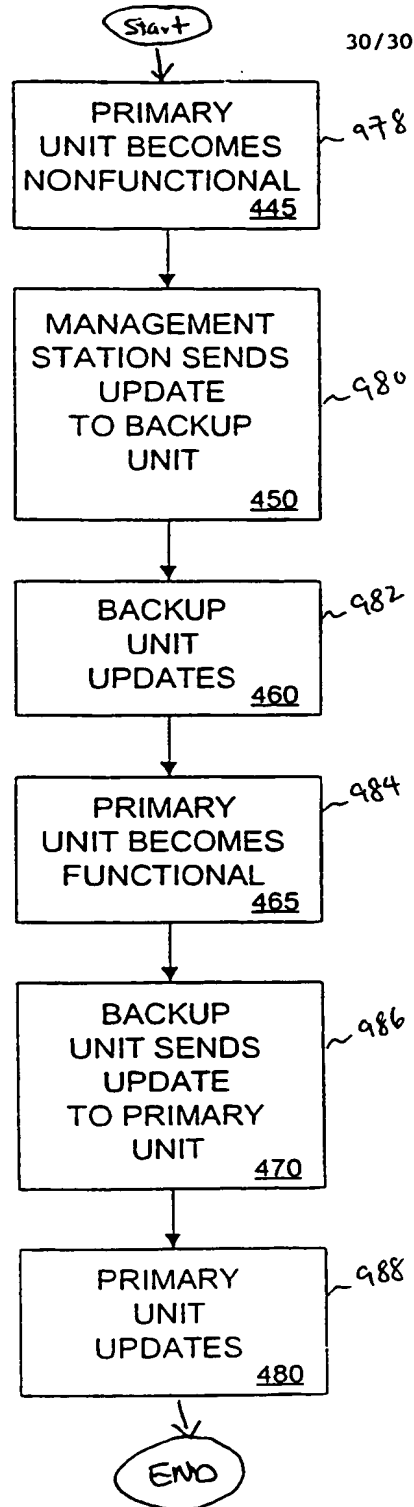 Start
30/30
PRIMARY
UNIT BECOMES
NONFUNCTIONAL
445
978
MANAGEMENT
STATION SENDS
UPDATE
TO BACKUP
UNIT
450
980
BACKUP
UNIT
UPDATES
460
982
PRIMARY
UNIT BECOMES
FUNCTIONAL
465
984
BACKUP
UNIT SENDS
UPDATE
TO PRIMARY
UNIT
470
986
PRIMARY
UNIT
UPDATES
480
988
END